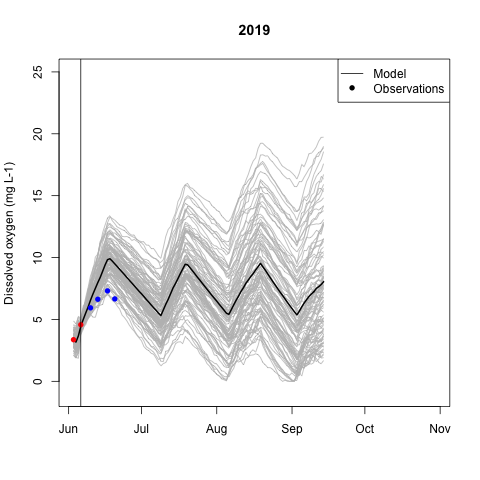 2019
Dissolved oxygen (mg L-1)
25
20
15
10
5
0
Model
Observations
Jun Jul Aug Sep Oct Nov